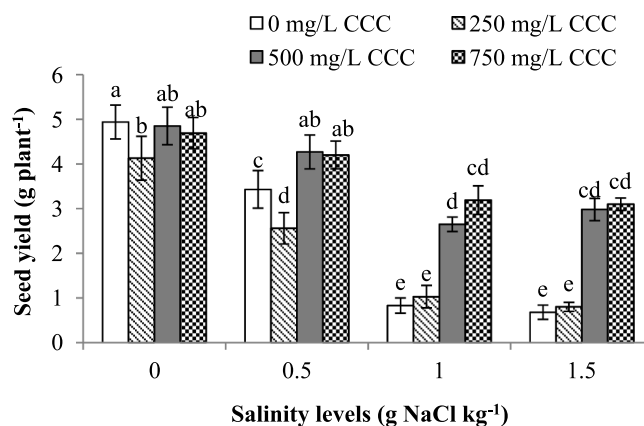 0 mg/L CCC 250 mg/L CCC
500 mg/L CCC 750 mg/L CCC
Seed yield (g plant⁻¹)
6
5
4
3
2
1
0
a b ab ab
c d ab ab
e e d cd
e e cd cd
0 0.5 1 1.5
Salinity levels (g NaCl kg⁻¹)